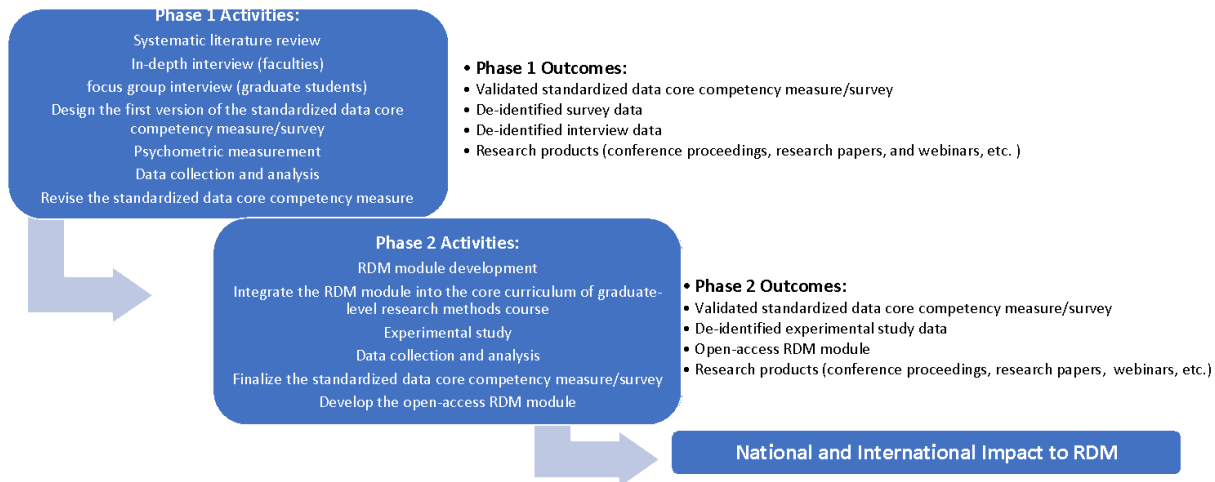 Phase 1 Activities:
Systematic literature review
In-depth interview (faculties)
focus group interview (graduate students)
Design the first version of the standardized data core
competency measure/survey
Psychometric measurement
Data collection and analysis
Revise the standardized data core competency measure
• Phase 1 Outcomes:
• Validated standardized data core competency measure/survey
• De-identified survey data
• De-identified interview data
• Research products (conference proceedings, research papers, and webinars, etc. )
Phase 2 Activities:
RDM module development
Integrate the RDM module into the core curriculum of graduate-
level research methods course
Experimental study
Data collection and analysis
Finalize the standardized data core competency measure/survey
Develop the open-access RDM module
• Phase 2 Outcomes:
• Validated standardized data core competency measure/survey
• De-identified experimental study data
• Open-access RDM module
• Research products (conference proceedings, research papers, webinars, etc.)
National and International Impact to RDM